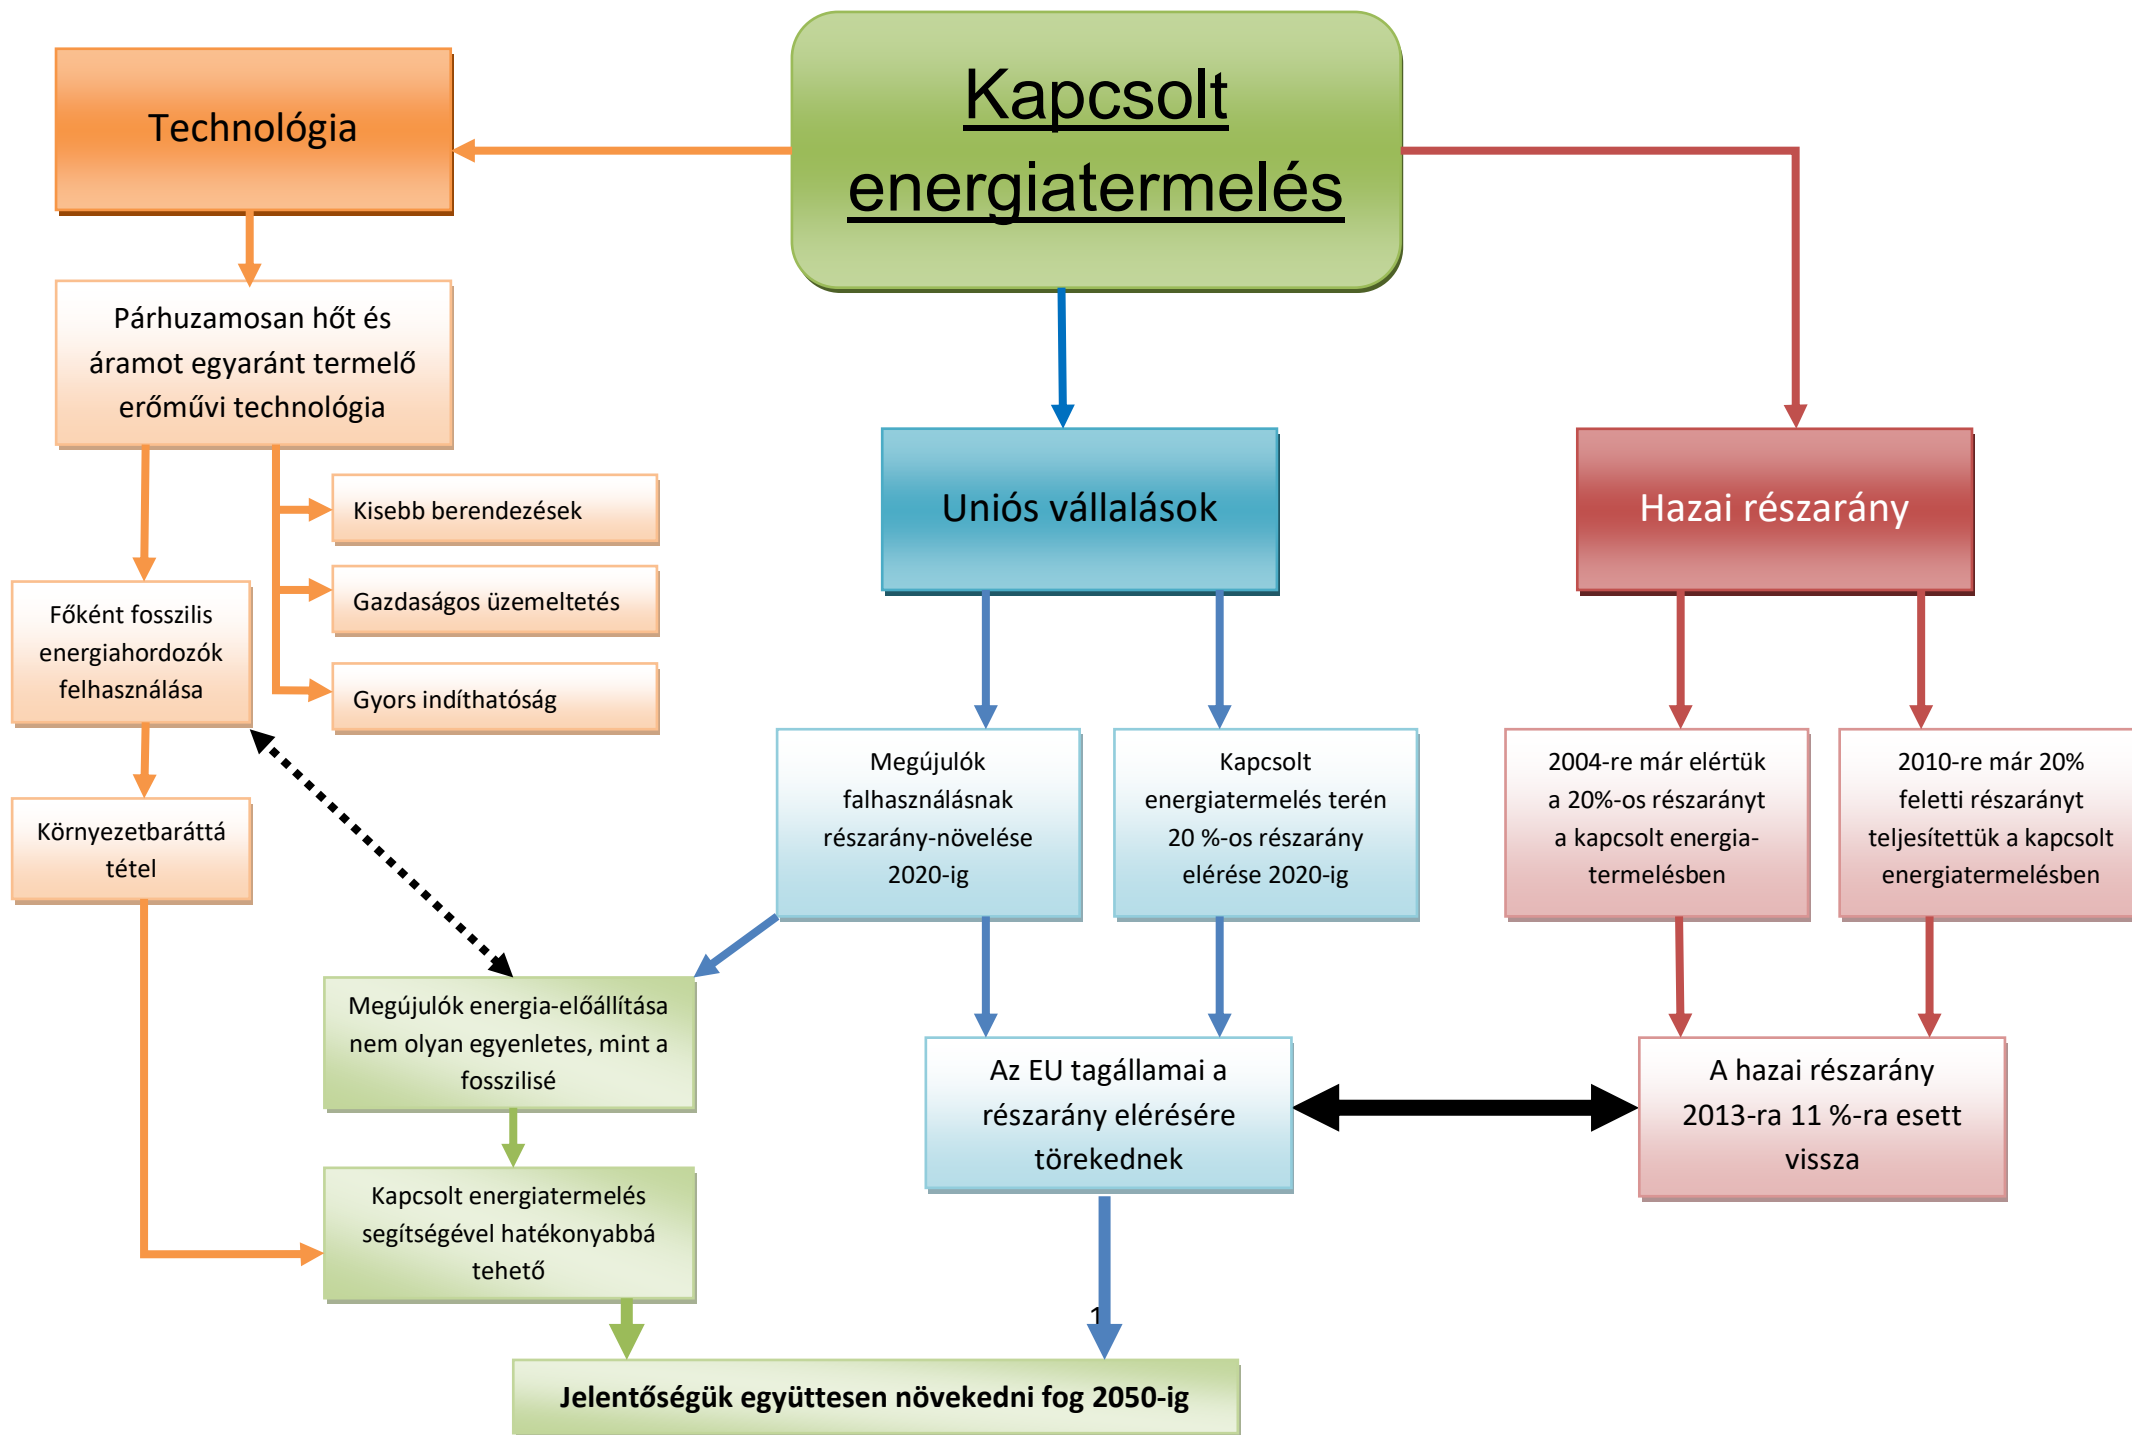 Kapcsolt
energiatermelés
Technológia
Párhuzamosan hőt és
áramot egyaránt termelő
erőművi technológia
Kisebb berendezések
Gazdaságos üzemeltetés
Gyors indíthatóság
Főként fosszilis
energiahordozók
felhasználása
Környezetbaráttá
tétel
Uniós vállalások
Megújulók
falhasználásnak
részarány-növelése
2020-ig
Kapcsolt
energiatermelés terén
20 %-os részarány
elérése 2020-ig
Hazai részarány
2004-re már elértük
a 20%-os részarányt
a kapcsolt energia-
termelésben
2010-re már 20%
feletti részarányt
teljesítettük a kapcsolt
energiatermelésben
Megújulók energia-előállítása
nem olyan egyenletes, mint a
fosszilisé
Az EU tagállamai a
részarány elérésére
törekednek
A hazai részarány
2013-ra 11 %-ra esett
vissza
Kapcsolt energiatermelés
segítségével hatékonyabbá
tehető
1
Jelentőségük együttesen növekedni fog 2050-ig